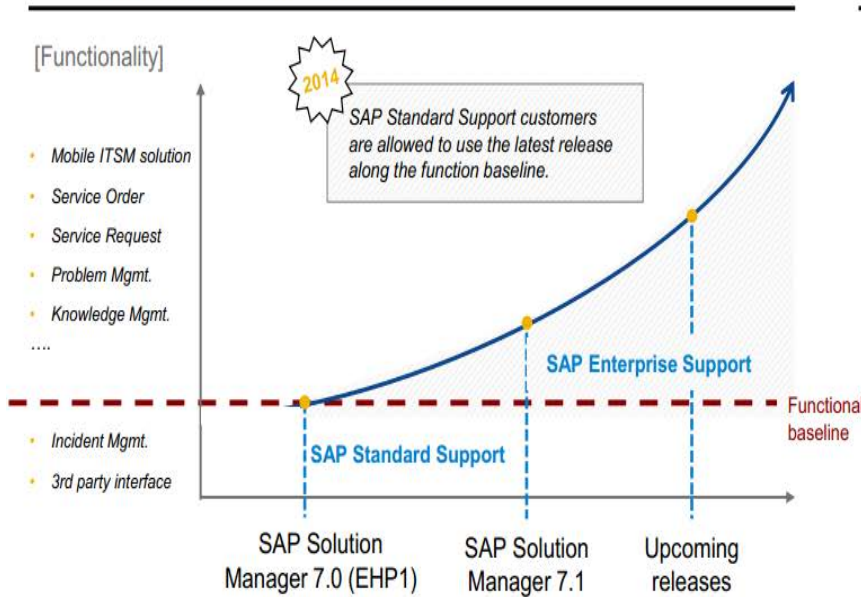 [Functionality]
2014
SAP Standard Support customers
are allowed to use the latest release
along the function baseline.
• Mobile ITSM solution
• Service Order
• Service Request
• Problem Mgmt.
• Knowledge Mgmt.
....
SAP Enterprise Support
Functional
baseline
• Incident Mgmt.
• 3rd party interface
SAP Standard Support
SAP Solution
Manager 7.0 (EHP1)
SAP Solution
Manager 7.1
Upcoming
releases